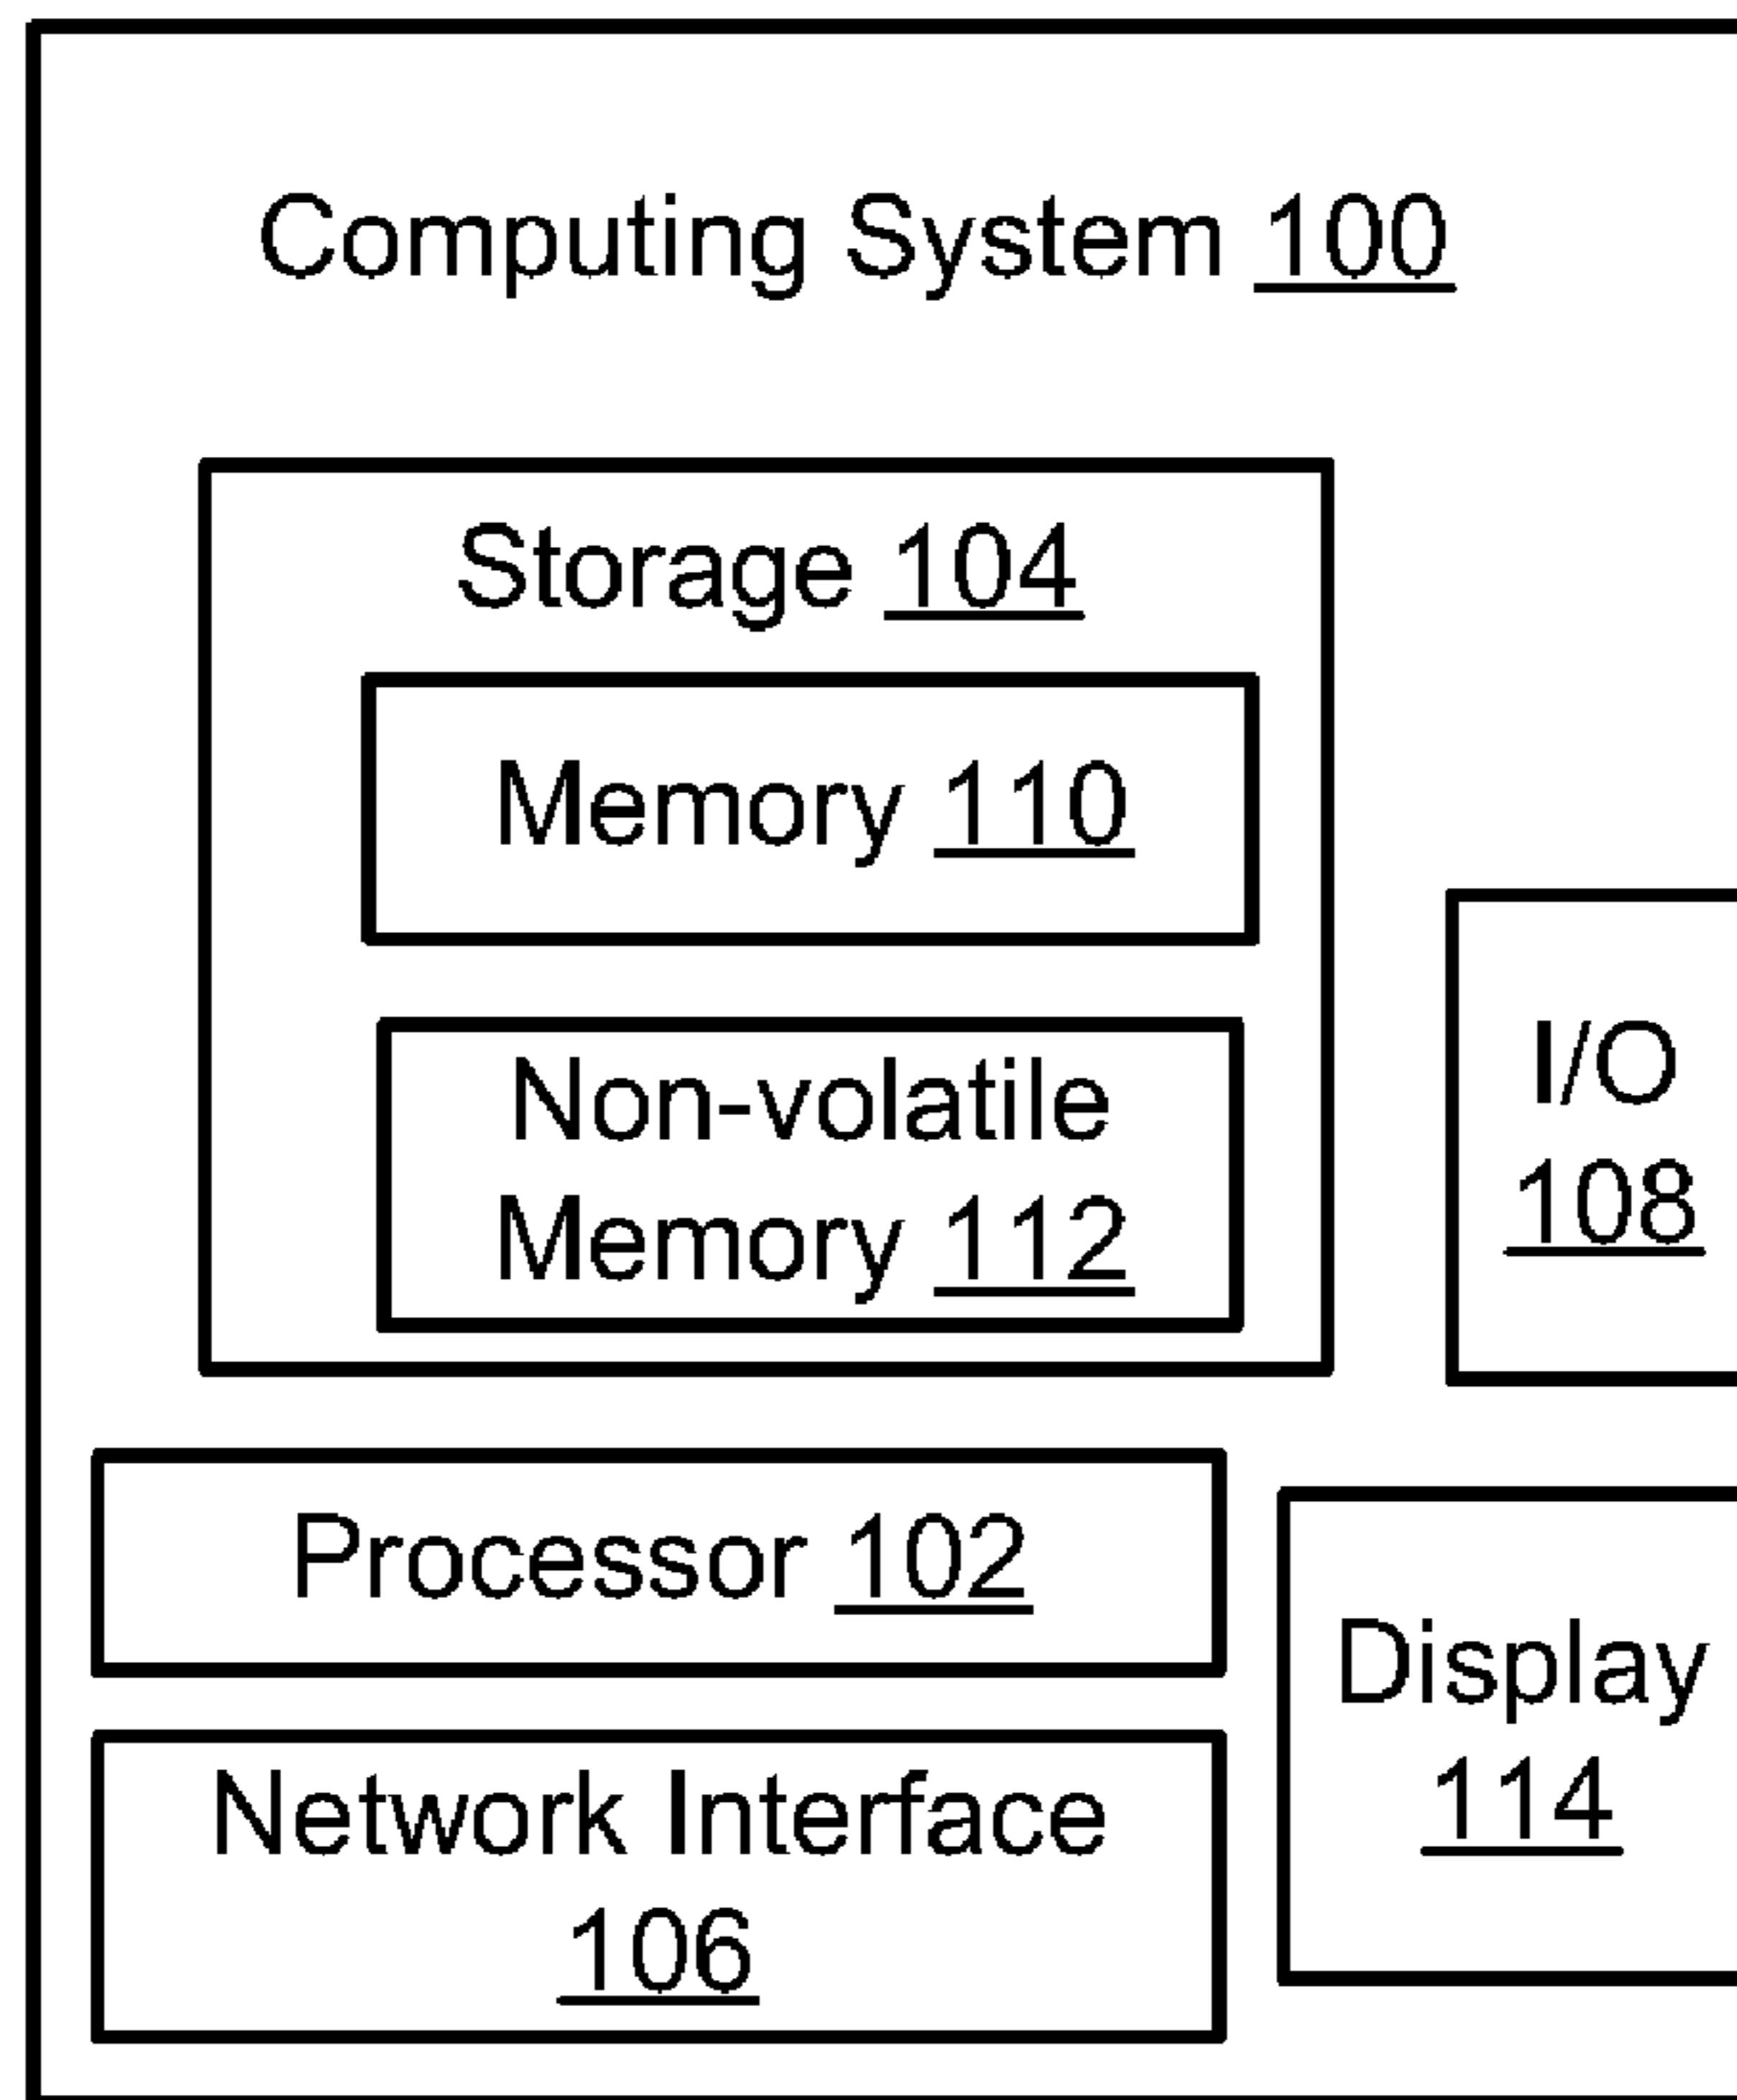 Computing System 100
Storage 104
Memory 110
Non-volatile
Memory 112
I/O
108
Processor 102
Display
114
Network Interface
106